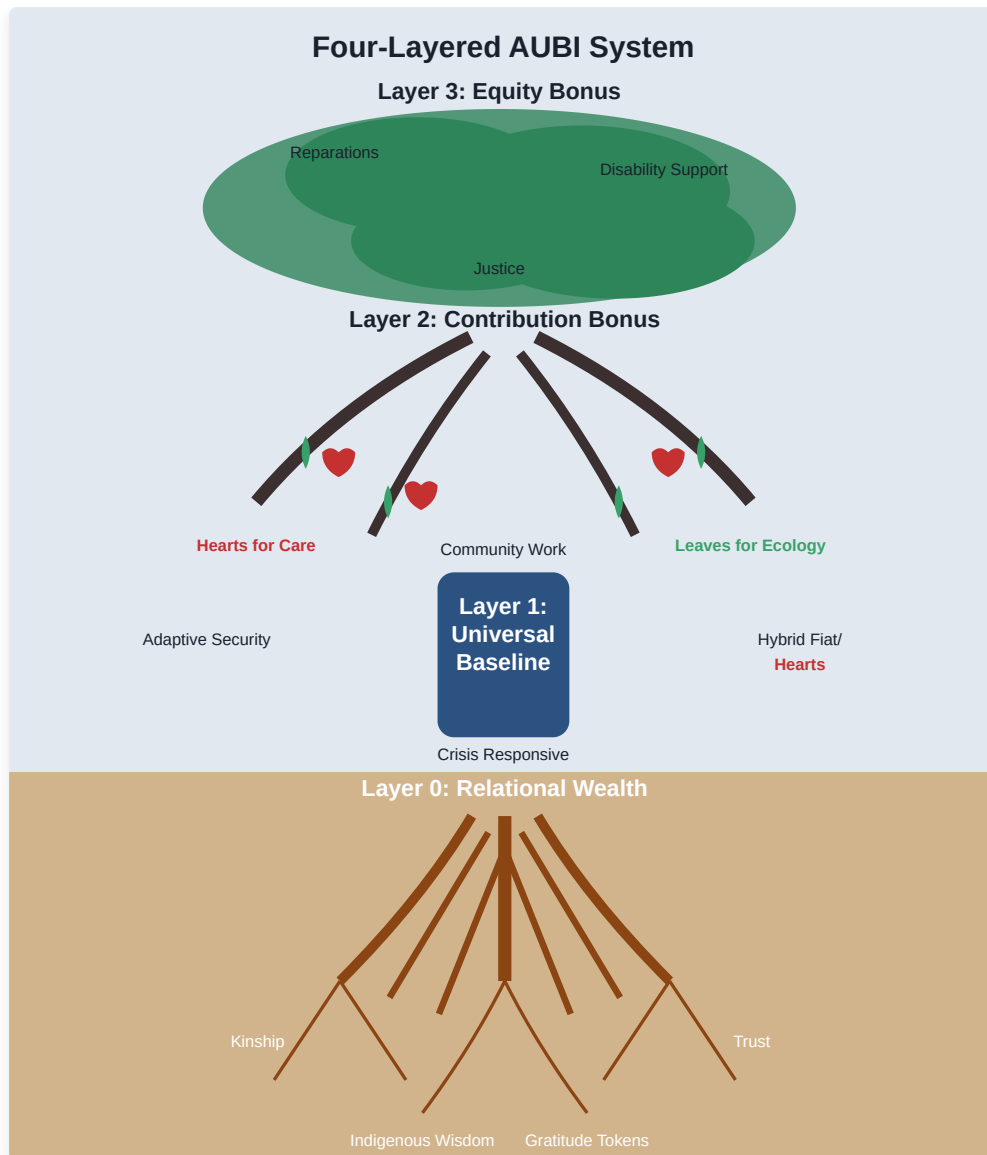 Four-Layered AUBI System
Layer 3: Equity Bonus
Reparations
Disability Support
Justice
Layer 2: Contribution Bonus
Hearts for Care
Community Work
Leaves for Ecology
Layer 1:
Universal
Baseline
Adaptive Security
Hybrid Fiat/
Hearts
Crisis Responsive
Layer 0: Relational Wealth
Kinship
Trust
Indigenous Wisdom
Gratitude Tokens